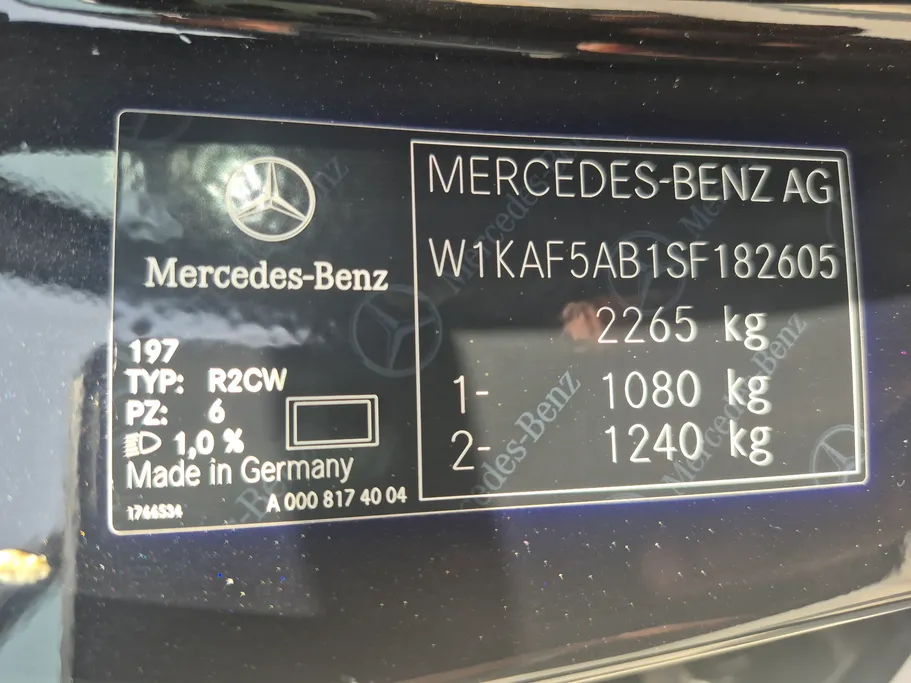 Mercedes-Benz
197
TYP: R2CW
PZ: 6
1,0 %
Made in Germany
1744534 A 000 817 40 04
MERCEDES-BENZ AG
W1KAF5AB1SF182605
2265 kg
1- 1080 kg
2- 1240 kg